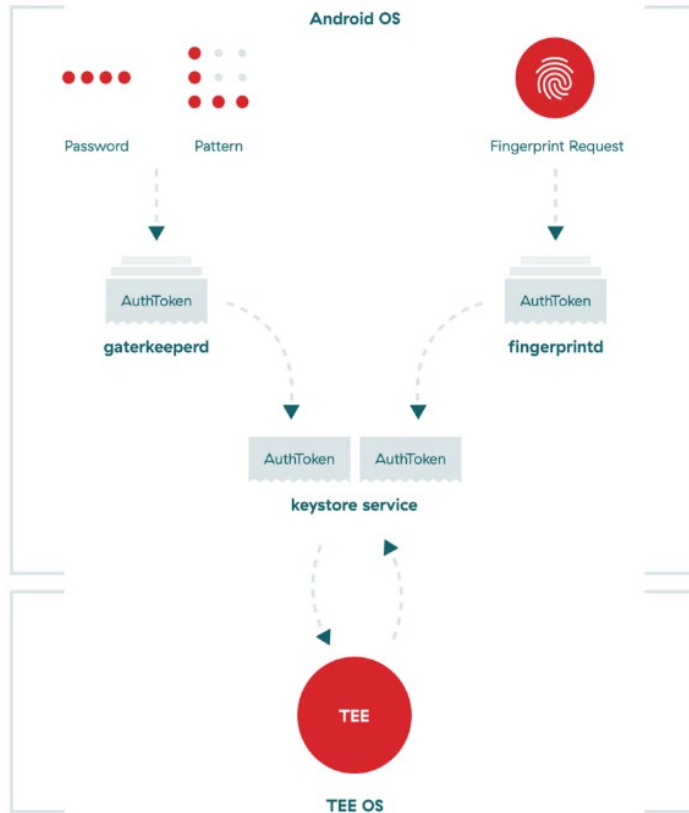 Android OS
Password
Pattern
Fingerprint Request
AuthToken
AuthToken
gaterkeeperd
fingerprintd
AuthToken
AuthToken
keystore service
TEE
TEE OS